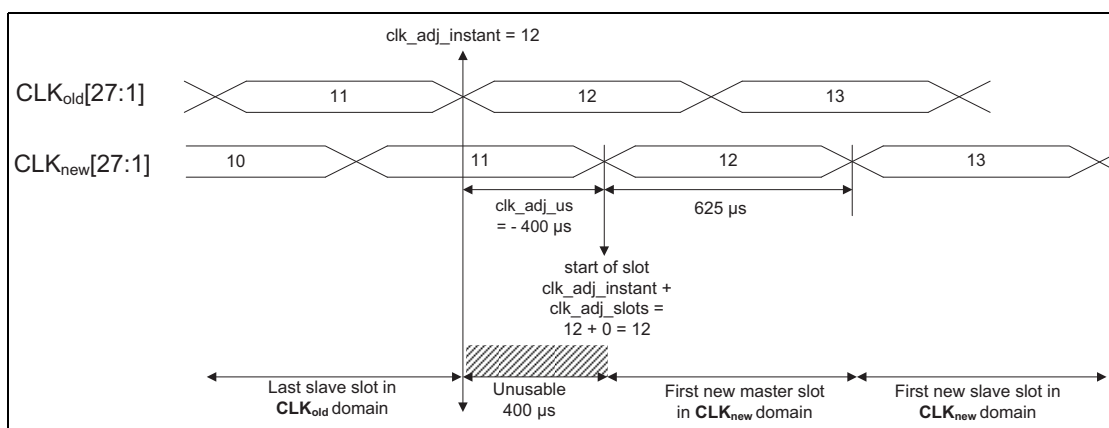 clk_adj_instant = 12
CLKold[27:1]
11
12
13
CLKnew[27:1]
10
11
12
13
clk_adj_us
= - 400 µs
625 µs
start of slot
clk_adj_instant +
clk_adj_slots =
12 + 0 = 12
Last slave slot in
CLKold domain
Unusable
400 µs
First new master slot
in CLKnew domain
First new slave slot in
CLKnew domain